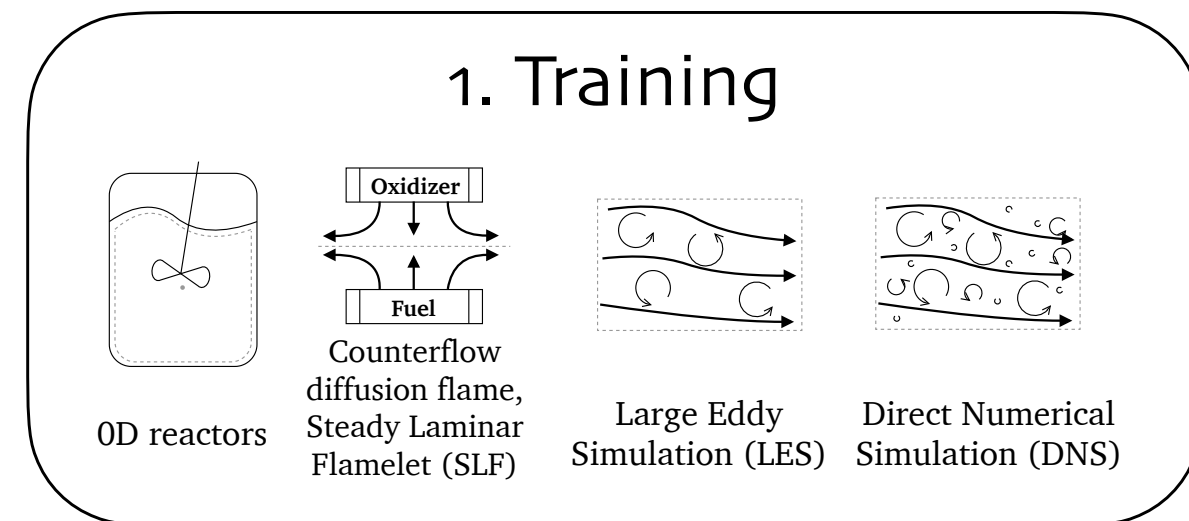 1. Training
Oxidizer
Fuel
0D reactors
Counterflow
diffusion flame,
Steady Laminar
Flamelet (SLF)
Large Eddy
Simulation (LES)
Direct Numerical
Simulation (DNS)